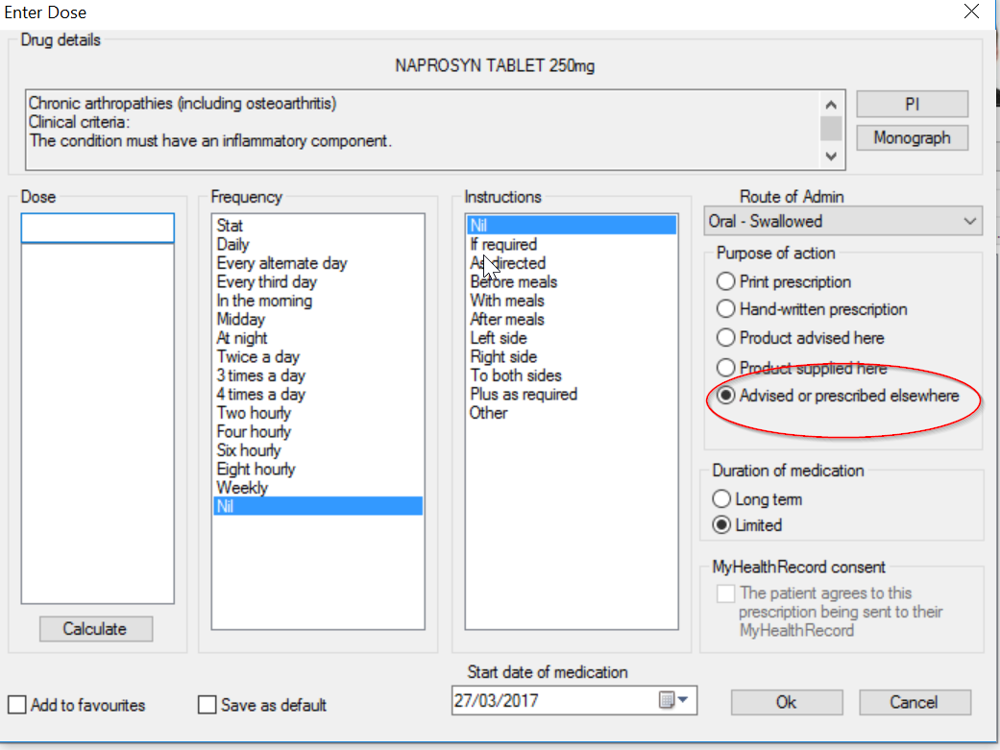 Enter Dose
Drug details
NAPROSYN TABLET 250mg
Chronic arthropathies (including osteoarthritis)
Clinical criteria:
The condition must have an inflammatory component.
PI
Monograph
Dose
Calculate
Frequency
Stat
Daily
Every alternate day
Every third day
In the morning
Midday
At night
Twice a day
3 times a day
4 times a day
Two hourly
Four hourly
Six hourly
Eight hourly
Weekly
Nil
Instructions
Nil
If required
As directed
Before meals
With meals
After meals
Left side
Right side
To both sides
Plus as required
Other
Route of Admin
Oral - Swallowed
Purpose of action
Print prescription
Hand-written prescription
Product advised here
Product supplied here
Advised or prescribed elsewhere
Duration of medication
Long term
Limited
MyHealthRecord consent
The patient agrees to this
prescription being sent to their
MyHealthRecord
Add to favourites
Save as default
Start date of medication
27/03/2017
Ok
Cancel